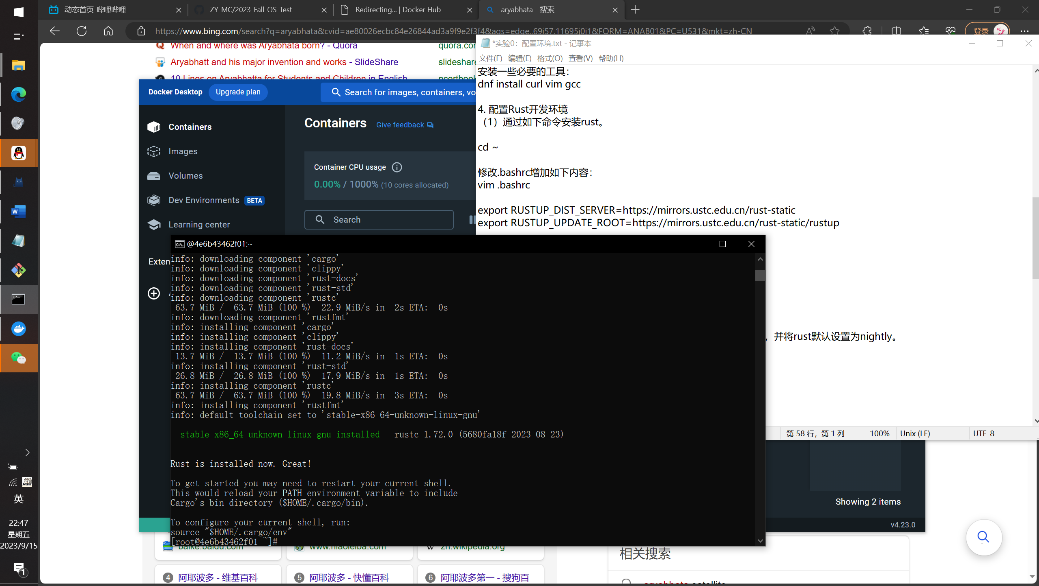 动态首页-哔哩哔哩
ZY-MC/2023_Fall_OS_Test
Redirecting... | Docker Hub
aryabhata - 搜索
When and where was Aryabhata born? - Quora
quora.com
Aryabhatt and his major invention and works - SlideShare
slideshare
10 Lines on Aryabhatta for Students and Children in English
Docker Desktop
Upgrade plan
Search for images, containers, vo
Containers
Images
Volumes
Dev Environments BETA
Learning center
Exten
Containers
Give feedback
Container CPU usage
0.00% / 1000% (10 cores allocated)
Search
*实验0：配置环境.txt - 记事本
文件(F) 编辑(E) 格式(O) 查看(V) 帮助(H)
安装一些必要的工具：
dnf install curl vim gcc
4. 配置Rust开发环境
（1）通过如下命令安装rust。
cd ~
修改.bashrc增加如下内容：
vim .bashrc
export RUSTUP_DIST_SERVER=https://mirrors.ustc.edu.cn/rust-static
export RUSTUP_UPDATE_ROOT=https://mirrors.ustc.edu.cn/rust-static/rustup
，并将rust默认设置为nightly。
第 58 行，第 1 列
100%
Unix (LF)
UTF-8
@4e6b43462f01:~
info: downloading component 'cargo'
info: downloading component 'clippy'
info: downloading component 'rust-docs'
info: downloading component 'rust-std'
info: downloading component 'rustc'
63.7 MiB / 63.7 MiB (100 %) 22.9 MiB/s in 2s ETA: 0s
info: downloading component 'rustfmt'
info: installing component 'cargo'
info: installing component 'clippy'
info: installing component 'rust-docs'
13.7 MiB / 13.7 MiB (100 %) 11.2 MiB/s in 1s ETA: 0s
info: installing component 'rust-std'
26.8 MiB / 26.8 MiB (100 %) 17.9 MiB/s in 1s ETA: 0s
info: installing component 'rustc'
63.7 MiB / 63.7 MiB (100 %) 19.8 MiB/s in 3s ETA: 0s
info: installing component 'rustfmt'
info: default toolchain set to 'stable-x86_64-unknown-linux-gnu'
stable-x86_64-unknown-linux-gnu installed - rustc 1.72.0 (5680fa18f 2023-08-23)
Rust is installed now. Great!
To get started you may need to restart your current shell.
This would reload your PATH environment variable to include
Cargo's bin directory ($HOME/.cargo/bin).
To configure your current shell, run:
source "$HOME/.cargo/env"
[root@4e6b43462f01 ~]#
Showing 2 items
v4.23.0
baike.baidu.com
zh.wikipedia.org
相关搜索
4 阿耶波多 - 维基百科
5 阿耶波多 - 快懂百科
6 阿耶波多第一 - 搜狗百
aryabhata satellite
英
22:47
星期五
2023/9/15